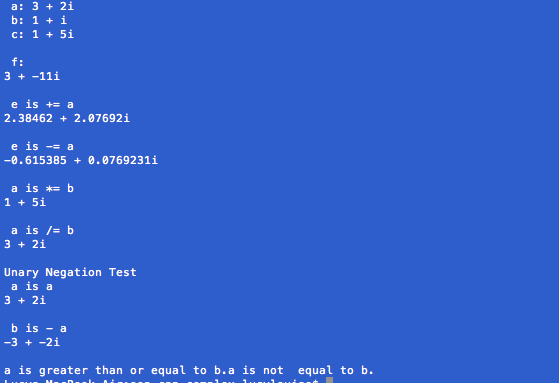 a: 3 + 2i
b: 1 + i
c: 1 + 5i
f:
3 + -11i
e is += a
2.38462 + 2.07692i
e is -= a
-0.615385 + 0.0769231i
a is *= b
1 + 5i
a is /= b
3 + 2i
Unary Negation Test
a is a
3 + 2i
b is - a
-3 + -2i
a is greater than or equal to b.a is not  equal to b.